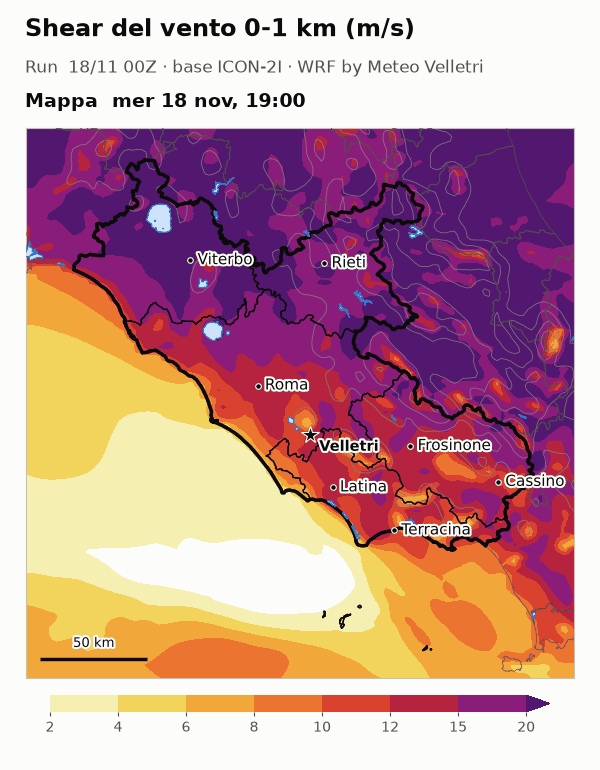 Shear del vento 0-1 km (m/s)
Run  18/11 00Z · base ICON-2I · WRF by Meteo Velletri
Mappa  mer 18 nov, 19:00
Viterbo
Rieti
Roma
Velletri
Frosinone
Latina
Cassino
Terracina
50 km
2 4 6 8 10 12 15 20